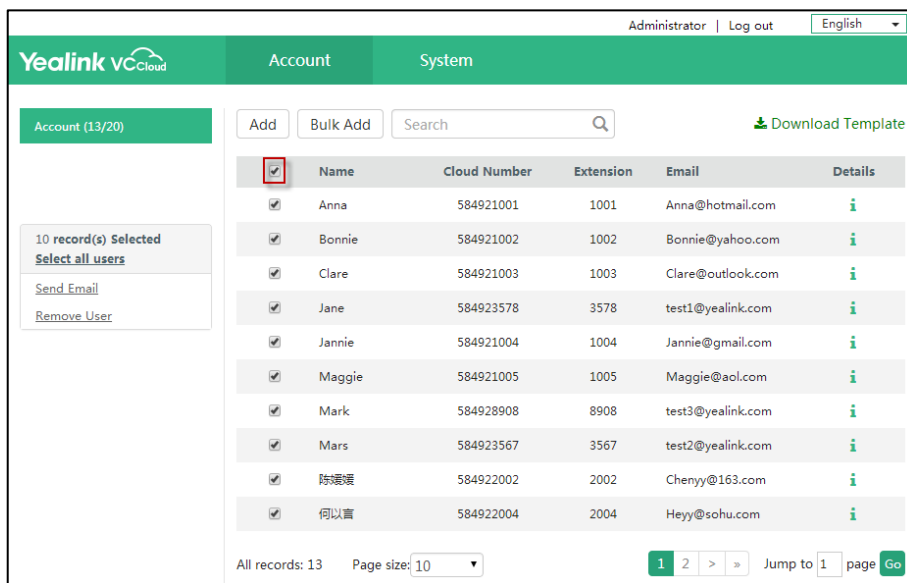 Administrator | Log out English
Yealink VCCloud Account System
Account (13/20)
Add Bulk Add Search Download Template
Name Cloud Number Extension Email Details
Anna 584921001 1001 Anna@hotmail.com
Bonnie 584921002 1002 Bonnie@yahoo.com
Clare 584921003 1003 Clare@outlook.com
Jane 584923578 3578 test1@yealink.com
Jannie 584921004 1004 Jannie@gmail.com
Maggie 584921005 1005 Maggie@aol.com
Mark 584928908 8908 test3@yealink.com
Mars 584923567 3567 test2@yealink.com
陈媛媛 584922002 2002 Chenyy@163.com
何以言 584922004 2004 Heyy@sohu.com
10 record(s) Selected
Select all users
Send Email
Remove User
All records: 13 Page size: 10 1 2 > » Jump to 1 page Go